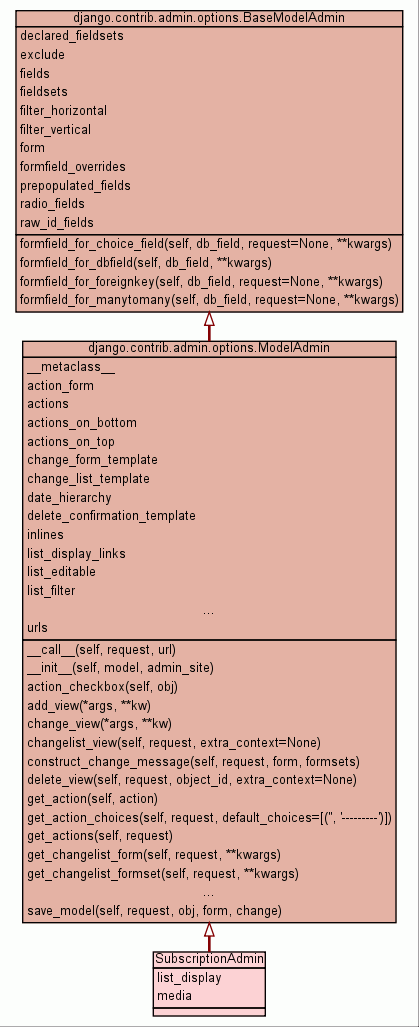 django.contrib.admin.options.BaseModelAdmin
declared_fieldsets
exclude
fields
fieldsets
filter_horizontal
filter_vertical
form
formfield_overrides
prepopulated_fields
radio_fields
raw_id_fields
formfield_for_choice_field(self, db_field, request=None, **kwargs)
formfield_for_dbfield(self, db_field, **kwargs)
formfield_for_foreignkey(self, db_field, request=None, **kwargs)
formfield_for_manytomany(self, db_field, request=None, **kwargs)
django.contrib.admin.options.ModelAdmin
__metaclass__
action_form
actions
actions_on_bottom
actions_on_top
change_form_template
change_list_template
date_hierarchy
delete_confirmation_template
inlines
list_display_links
list_editable
list_filter
...
urls
__call__(self, request, url)
__init__(self, model, admin_site)
action_checkbox(self, obj)
add_view(*args, **kw)
change_view(*args, **kw)
changelist_view(self, request, extra_context=None)
construct_change_message(self, request, form, formsets)
delete_view(self, request, object_id, extra_context=None)
get_action(self, action)
get_action_choices(self, request, default_choices=[('', '---------')])
get_actions(self, request)
get_changelist_form(self, request, **kwargs)
get_changelist_formset(self, request, **kwargs)
...
save_model(self, request, obj, form, change)
SubscriptionAdmin
list_display
media